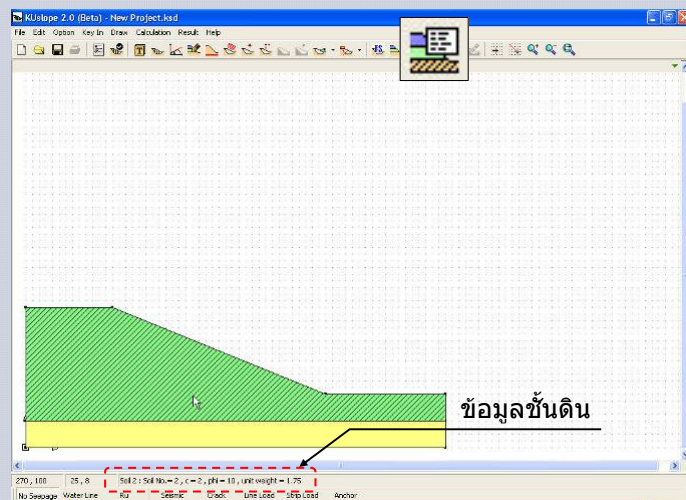 KUslope 2.0 (Beta) - New Project.ksd
File Edit Option Key In Draw Calculation Result Help
ข้อมูลชั้นดิน
270 , 100 25 , 8 Soil 2 : Soil No. = 2 , c = 2 , phi = 10 , unit weight = 1.75
No Seepage Water Line Ru Seismic Crack Line Load Strip Load Anchor